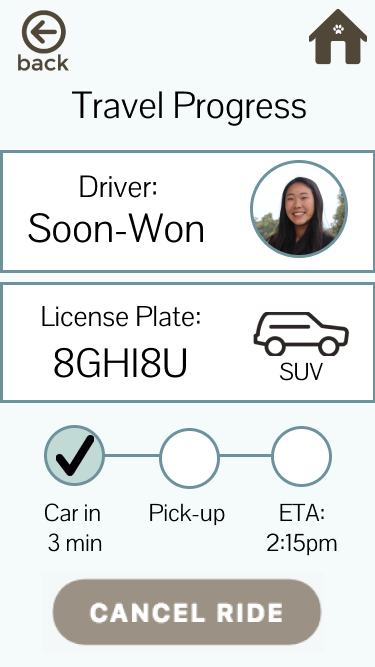 back
Travel Progress
Driver:
Soon-Won
License Plate:
8GHI8U
SUV
Car in
3 min
Pick-up
ETA:
2:15pm
CANCEL RIDE